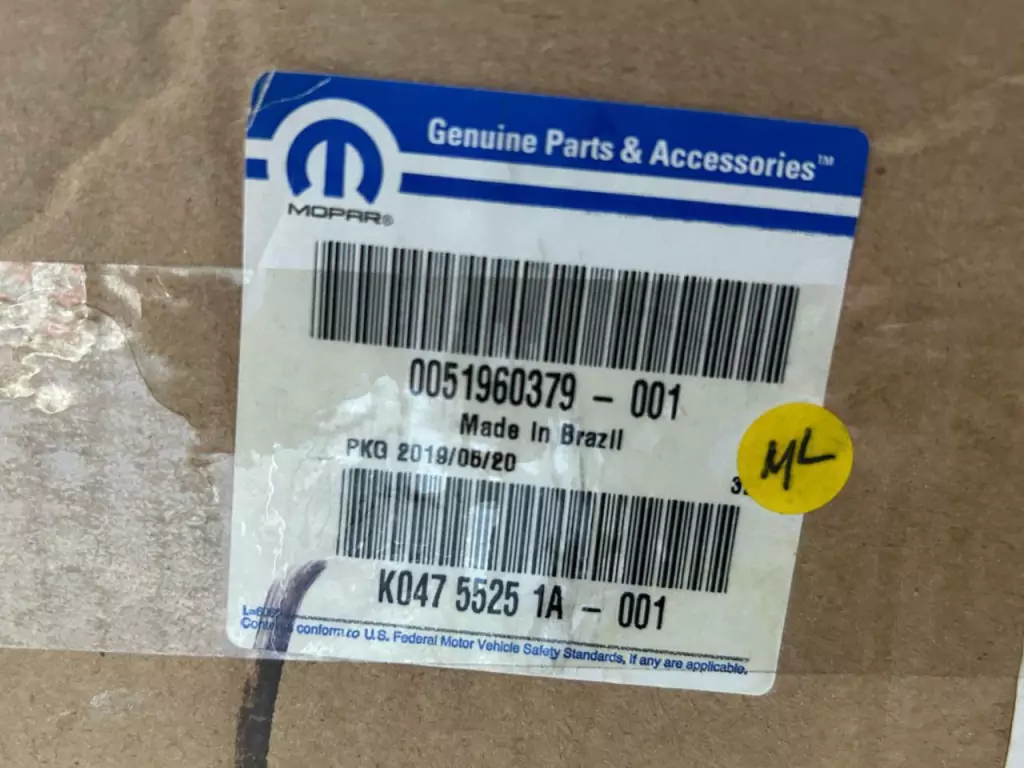 Genuine Parts & Accessories™
MOPAR®
0051960379 - 001
Made In Brazil
PKG 2019/05/20
ML
K047 5525 1A - 001
conform to U.S. Federal Motor Vehicle Safety Standards, if any are applicable.